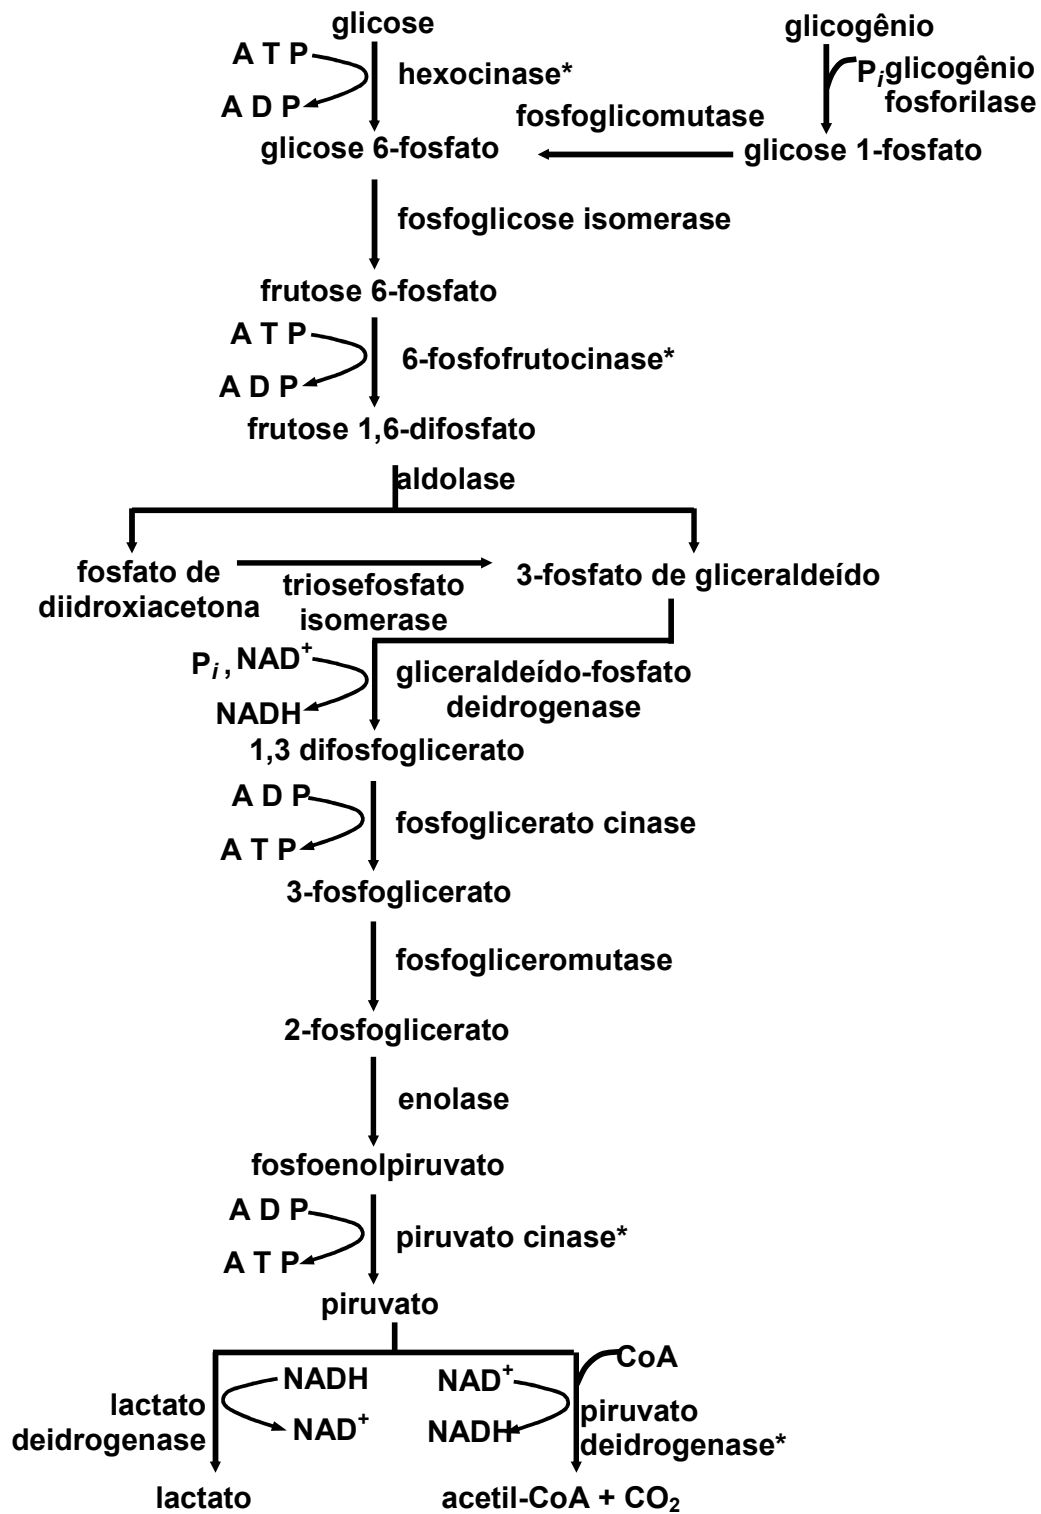 glicose
glicogênio
A T P
hexocinase*
P i glicogênio
fosforilase
A D P
fosfoglicomutase
glicose 6-fosfato
glicose 1-fosfato
fosfoglicose isomerase
frutose 6-fosfato
A T P
6-fosfofrutocinase*
A D P
frutose 1,6-difosfato
aldolase
fosfato de
diidroxiacetona
triosefosfato
isomerase
3-fosfato de gliceraldeído
P i , NAD+
gliceraldeído-fosfato
deidrogenase
NADH
1,3 difosfoglicerato
A D P
fosfoglicerato cinase
A T P
3-fosfoglicerato
fosfogliceromutase
2-fosfoglicerato
enolase
fosfoenolpiruvato
A D P
piruvato cinase*
A T P
piruvato
CoA
NADH
NAD+
lactato
deidrogenase
NAD+
NADH
piruvato
deidrogenase*
lactato
acetil-CoA + CO2